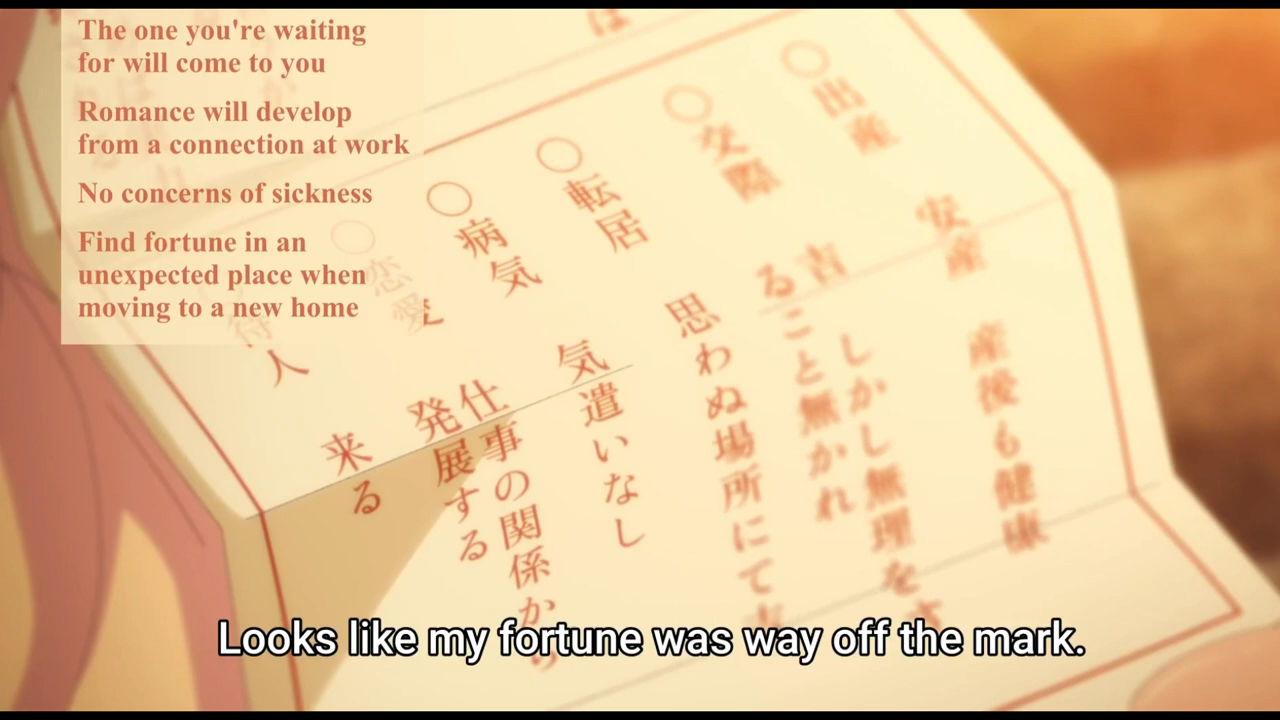 The one you're waiting
for will come to you
Romance will develop
from a connection at work
No concerns of sickness
Find fortune in an
unexpected place when
moving to a new home
は
○出産
安産 産後も健康
○交際
吉 しかし無理をす
ること無かれ
○転居
思わぬ場所にて吉
○病気
気遣いなし
○恋愛
仕事の関係から
発展する
待人
来る
Looks like my fortune was way off the mark.